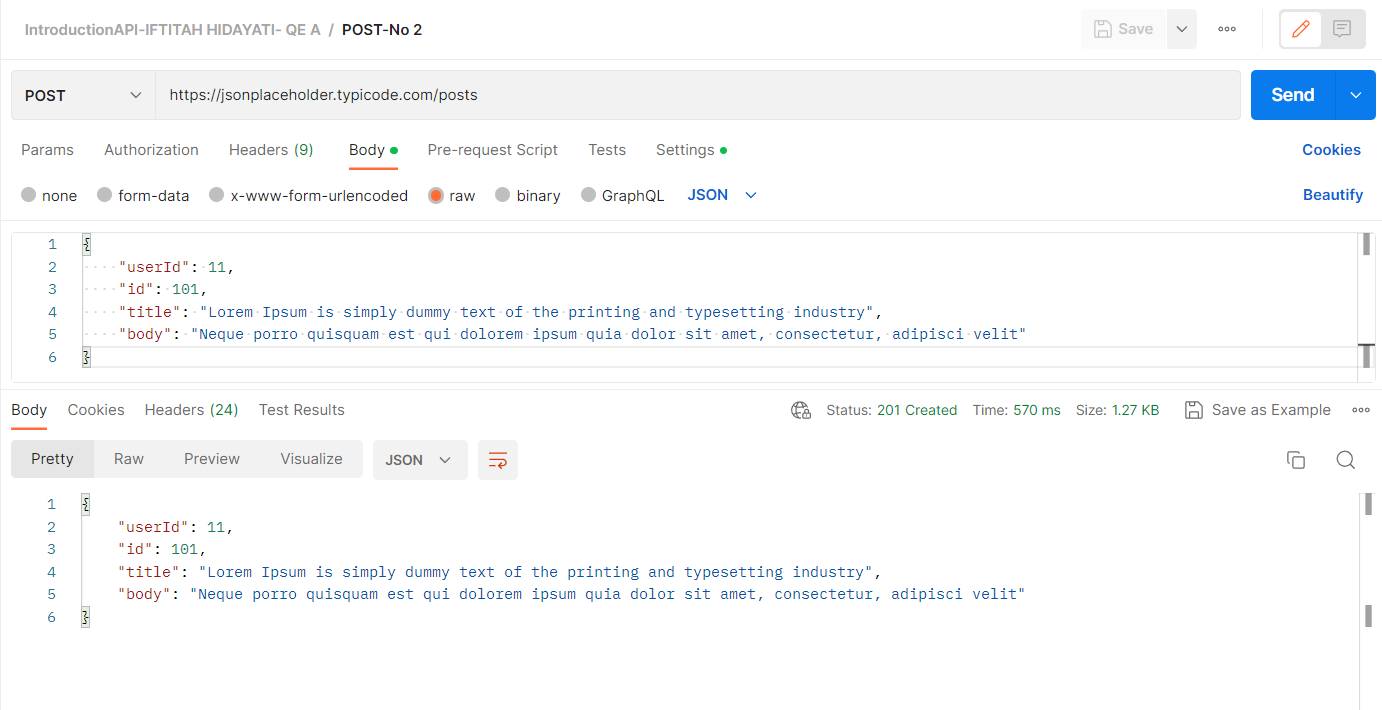 IntroductionAPI-IFTITAH HIDAYATI- QE A / POST-No 2 Save
POST https://jsonplaceholder.typicode.com/posts Send
Params Authorization Headers (9) Body Pre-request Script Tests Settings Cookies
none form-data x-www-form-urlencoded raw binary GraphQL JSON Beautify
1 {
2 "userId": 11,
3 "id": 101,
4 "title": "Lorem Ipsum is simply dummy text of the printing and typesetting industry",
5 "body": "Neque porro quisquam est qui dolorem ipsum quia dolor sit amet, consectetur, adipisci velit"
6 }
Body Cookies Headers (24) Test Results Status: 201 Created Time: 570 ms Size: 1.27 KB Save as Example
Pretty Raw Preview Visualize JSON
1 {
2 "userId": 11,
3 "id": 101,
4 "title": "Lorem Ipsum is simply dummy text of the printing and typesetting industry",
5 "body": "Neque porro quisquam est qui dolorem ipsum quia dolor sit amet, consectetur, adipisci velit"
6 }